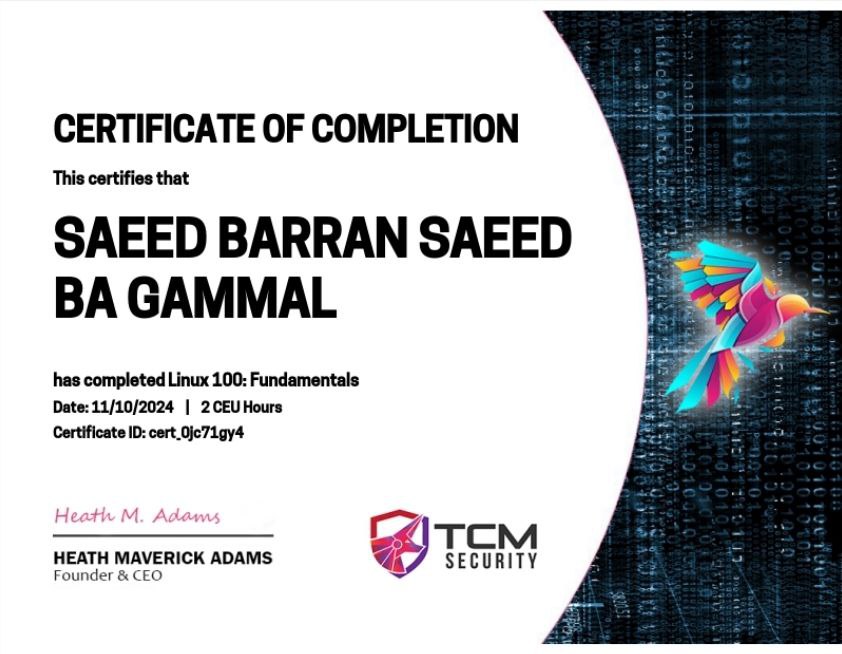 CERTIFICATE OF COMPLETION
This certifies that
SAEED BARRAN SAEED
BA GAMMAL
has completed Linux 100: Fundamentals
Date: 11/10/2024 | 2 CEU Hours
Certificate ID: cert_0jc71gy4
Heath M. Adams
HEATH MAVERICK ADAMS
Founder & CEO
TCM
SECURITY